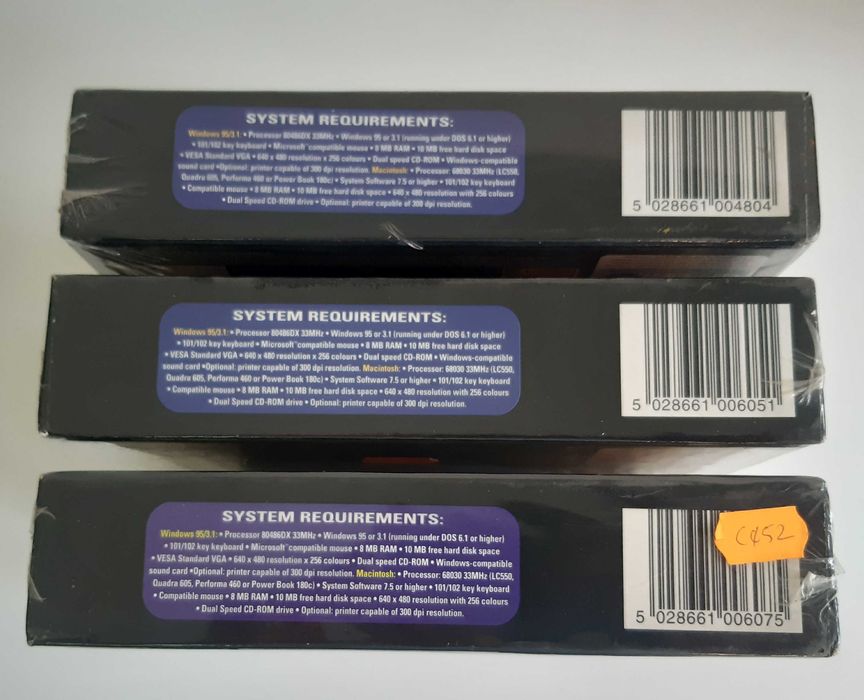 SYSTEM REQUIREMENTS:
Windows 95/3.1: • Processor 80486DX 33MHz • Windows 95 or 3.1 (running under DOS 6.1 or higher)
• 101/102 key keyboard • Microsoft™compatible mouse • 8 MB RAM • 10 MB free hard disk space
• VESA Standard VGA • 640 x 480 resolution x 256 colours • Dual speed CD-ROM • Windows-compatible
sound card •Optional: printer capable of 300 dpi resolution. Macintosh: • Processor: 68030 33MHz (LC550,
Quadra 605, Performa 460 or Power Book 180c) • System Software 7.5 or higher • 101/102 key keyboard
• Compatible mouse • 8 MB RAM • 10 MB free hard disk space • 640 x 480 resolution with 256 colours
• Dual Speed CD-ROM drive • Optional: printer capable of 300 dpi resolution.
5 028661 004804
SYSTEM REQUIREMENTS:
Windows 95/3.1: • Processor 80486DX 33MHz • Windows 95 or 3.1 (running under DOS 6.1 or higher)
• 101/102 key keyboard • Microsoft™compatible mouse • 8 MB RAM • 10 MB free hard disk space
• VESA Standard VGA • 640 x 480 resolution x 256 colours • Dual speed CD-ROM • Windows-compatible
sound card •Optional: printer capable of 300 dpi resolution. Macintosh: • Processor: 68030 33MHz (LC550,
Quadra 605, Performa 460 or Power Book 180c) • System Software 7.5 or higher • 101/102 key keyboard
• Compatible mouse • 8 MB RAM • 10 MB free hard disk space • 640 x 480 resolution with 256 colours
• Dual Speed CD-ROM drive • Optional: printer capable of 300 dpi resolution.
5 028661 006051
SYSTEM REQUIREMENTS:
Windows 95/3.1: • Processor 80486DX 33MHz • Windows 95 or 3.1 (running under DOS 6.1 or higher)
• 101/102 key keyboard • Microsoft™compatible mouse • 8 MB RAM • 10 MB free hard disk space
• VESA Standard VGA • 640 x 480 resolution x 256 colours • Dual speed CD-ROM • Windows-compatible
sound card •Optional: printer capable of 300 dpi resolution. Macintosh: • Processor: 68030 33MHz (LC550,
Quadra 605, Performa 460 or Power Book 180c) • System Software 7.5 or higher • 101/102 key keyboard
• Compatible mouse • 8 MB RAM • 10 MB free hard disk space • 640 x 480 resolution with 256 colours
• Dual Speed CD-ROM drive • Optional: printer capable of 300 dpi resolution.
5 028661 006075